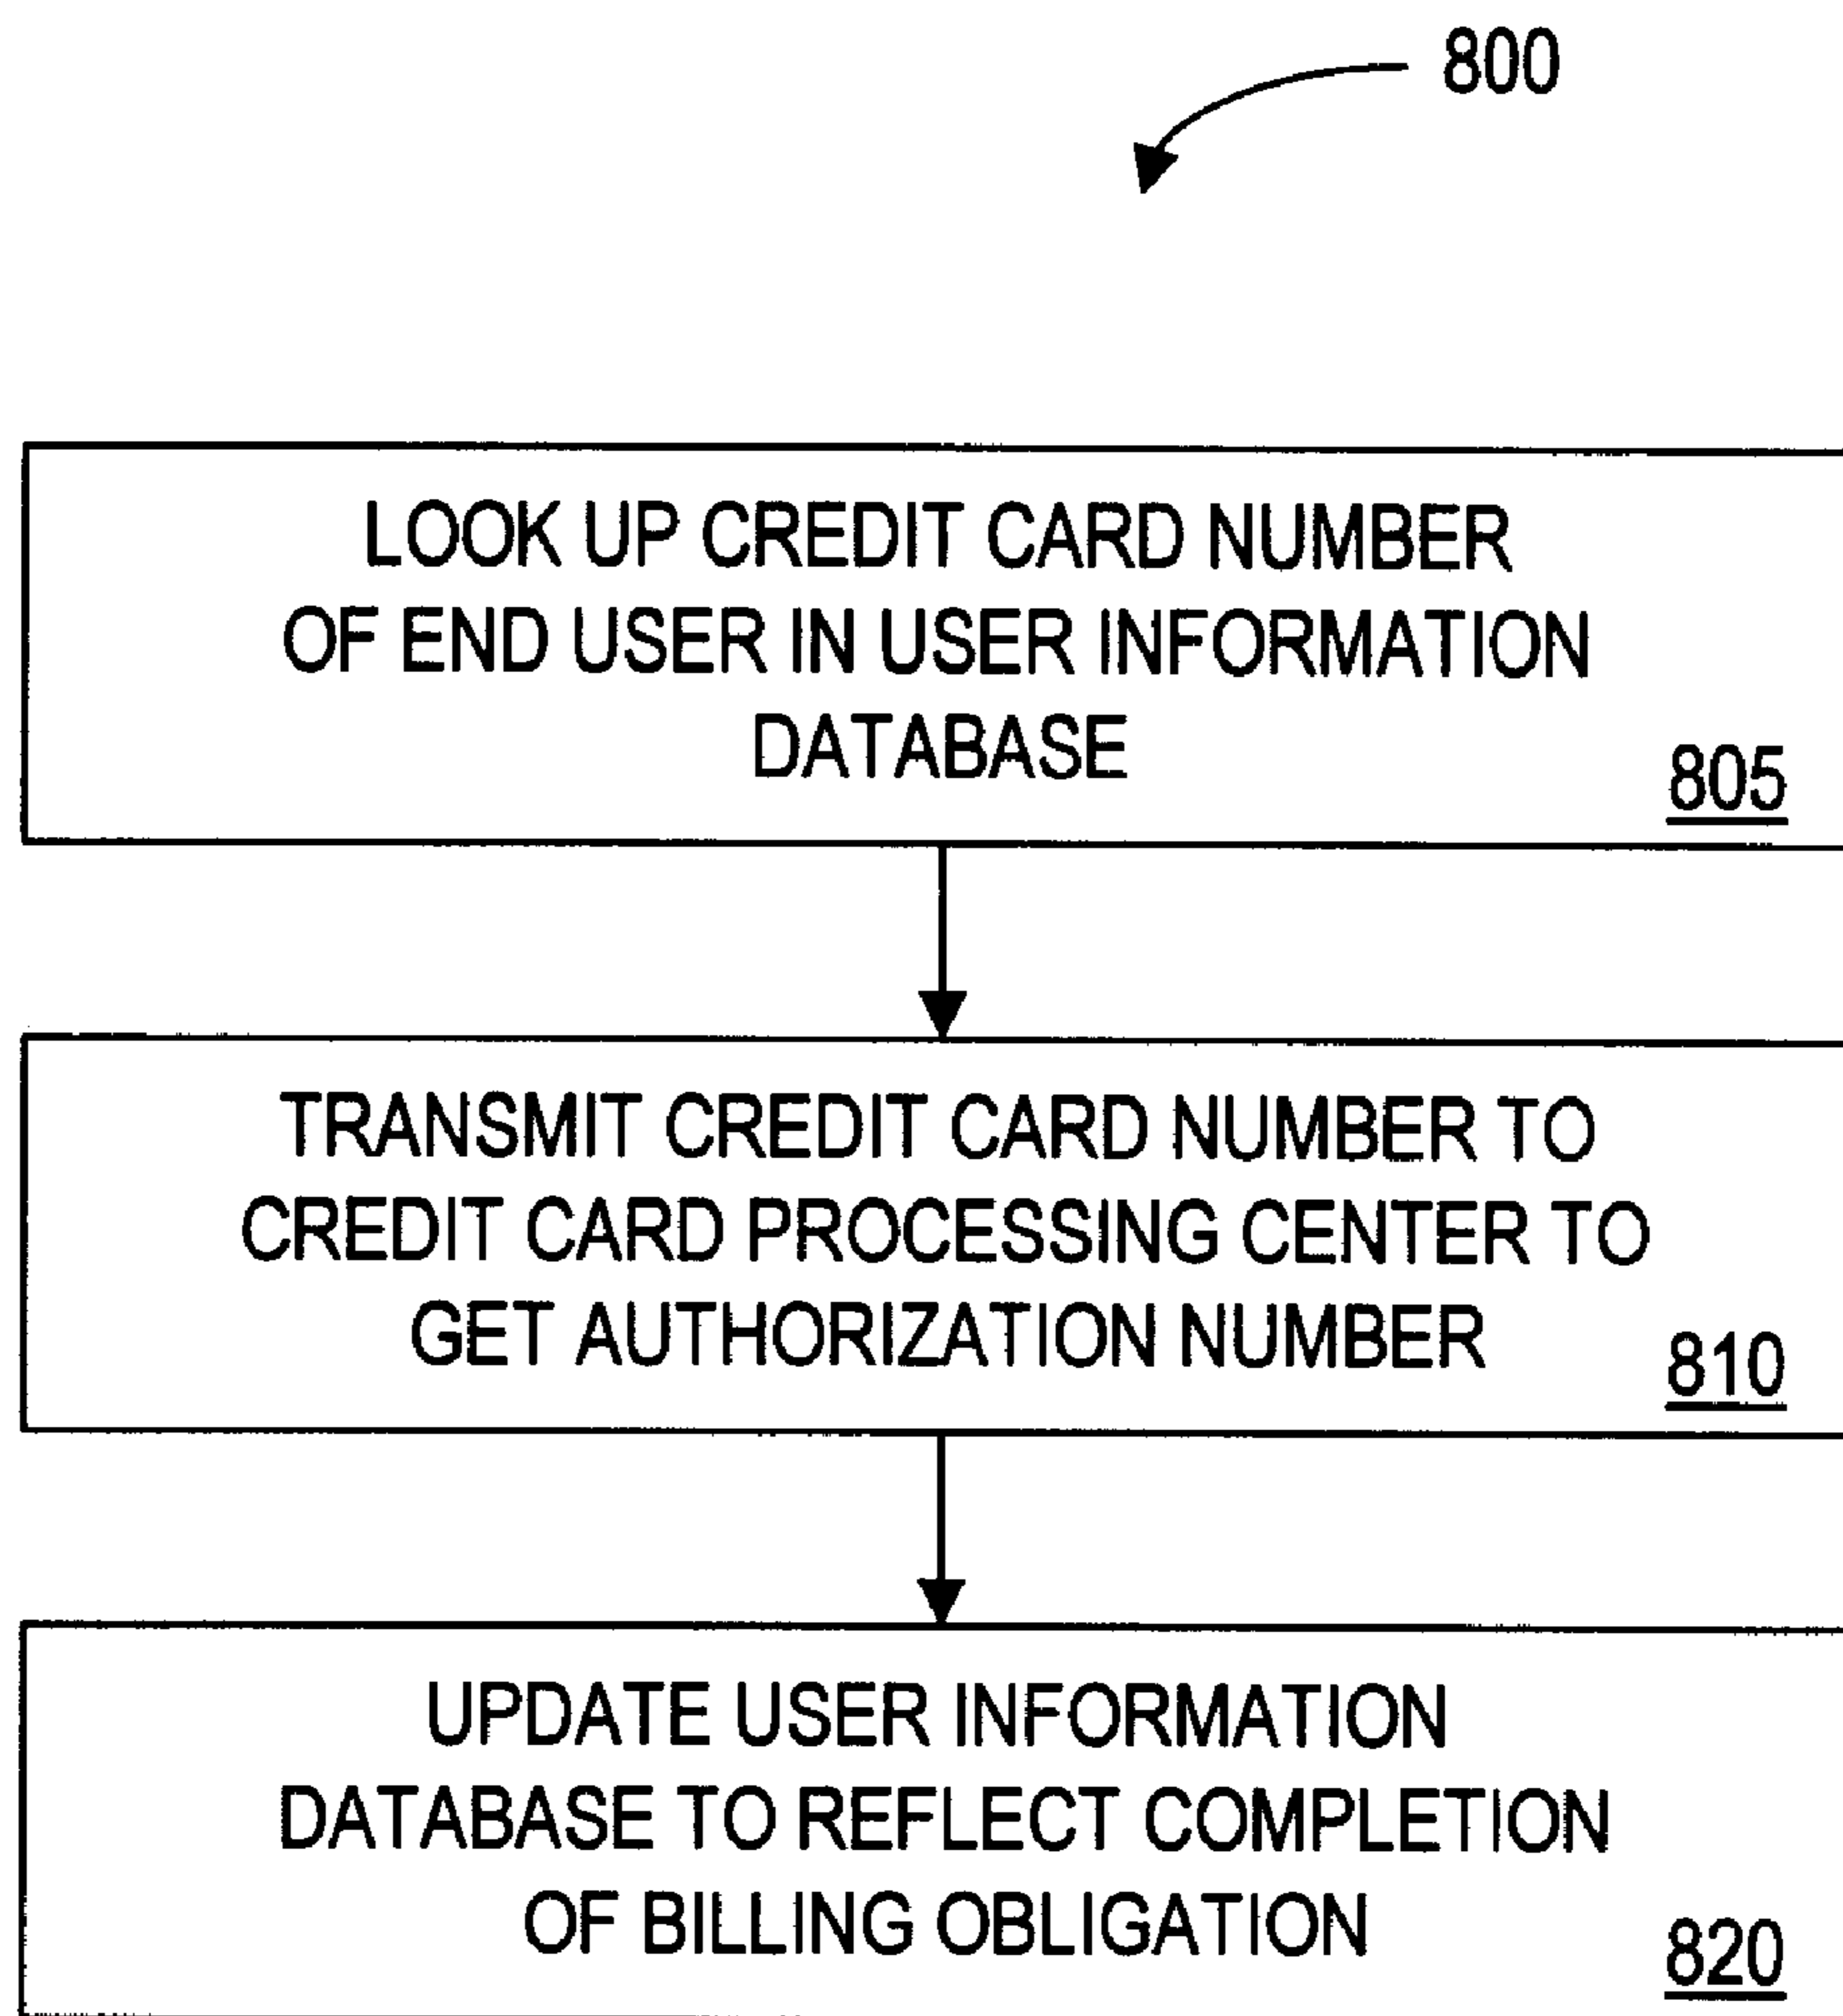 800
LOOK UP CREDIT CARD NUMBER
OF END USER IN USER INFORMATION
DATABASE
805
TRANSMIT CREDIT CARD NUMBER TO
CREDIT CARD PROCESSING CENTER TO
GET AUTHORIZATION NUMBER
810
UPDATE USER INFORMATION
DATABASE TO REFLECT COMPLETION
OF BILLING OBLIGATION
820